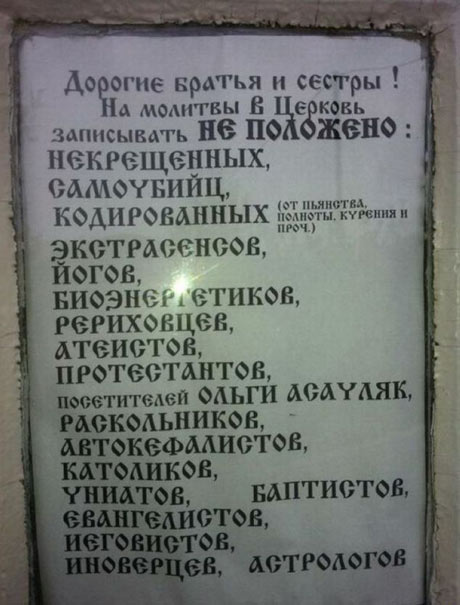 Дорогие братья и сестры !
На молитвы в Церковь
записывать НЕ ПОЛОЖЕНО :
НЕКРЕЩЕННЫХ,
САМОУБИЙЦ,
КОДИРОВАННЫХ (ОТ ПЬЯНСТВА, ПОЛНОТЫ, КУРЕНИЯ И ПРОЧ.)
ЭКСТРАСЕНСОВ,
ЙОГОВ,
БИОЭНЕРГЕТИКОВ,
РЕРИХОВЦЕВ,
АТЕИСТОВ,
ПРОТЕСТАНТОВ,
ПОСЕТИТЕЛЕЙ ОЛЬГИ АСАУЛЯК,
РАСКОЛЬНИКОВ,
АВТОКЕФАЛИСТОВ,
КАТОЛИКОВ,
УНИАТОВ, БАПТИСТОВ,
ЕВАНГЕЛИСТОВ,
ИЕГОВИСТОВ,
ИНОВЕРЦЕВ, АСТРОЛОГОВ